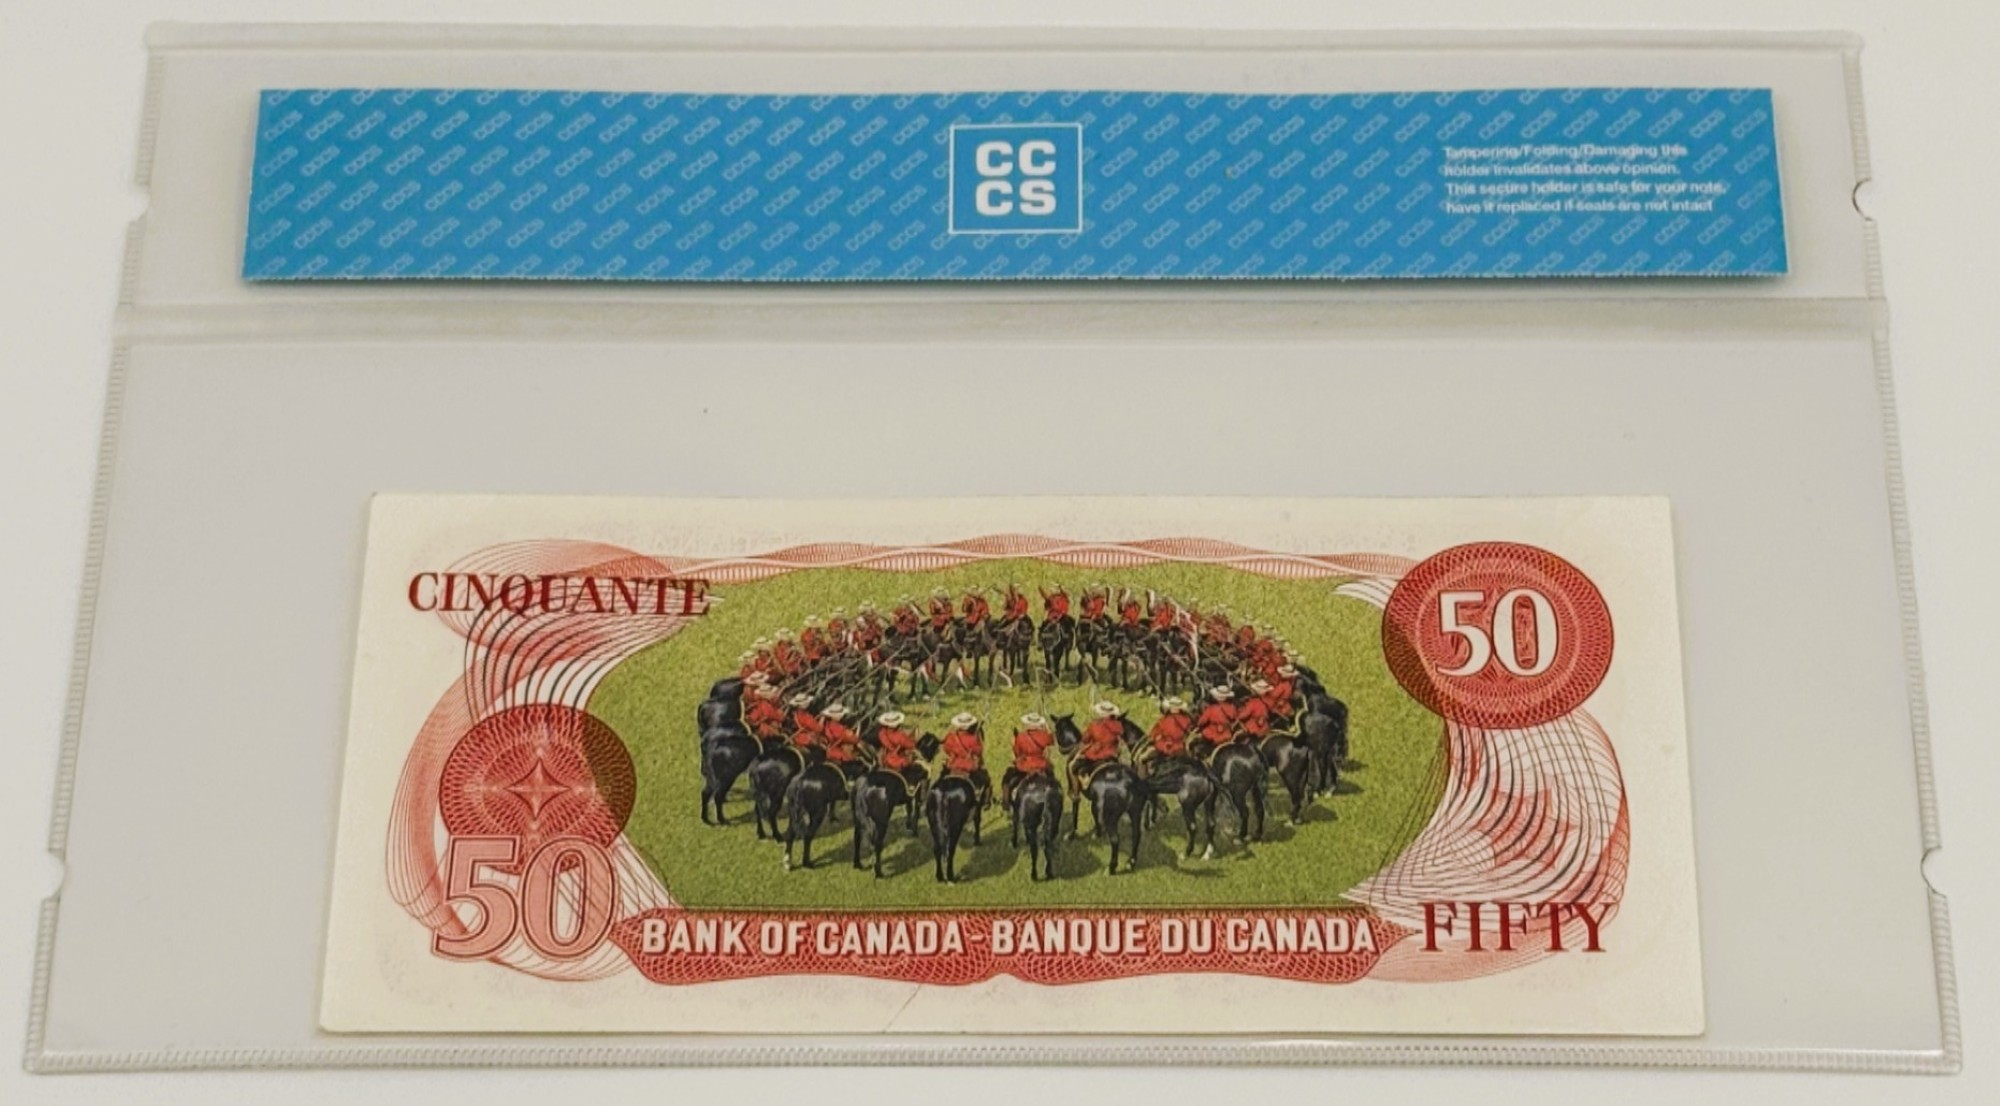 CC
CS
Tampering/Folding/Damaging this
holder invalidates above opinion.
This secure holder is safe for your note,
have it replaced if seals are not intact
CINQUANTE
50
50
BANK OF CANADA - BANQUE DU CANADA
FIFTY